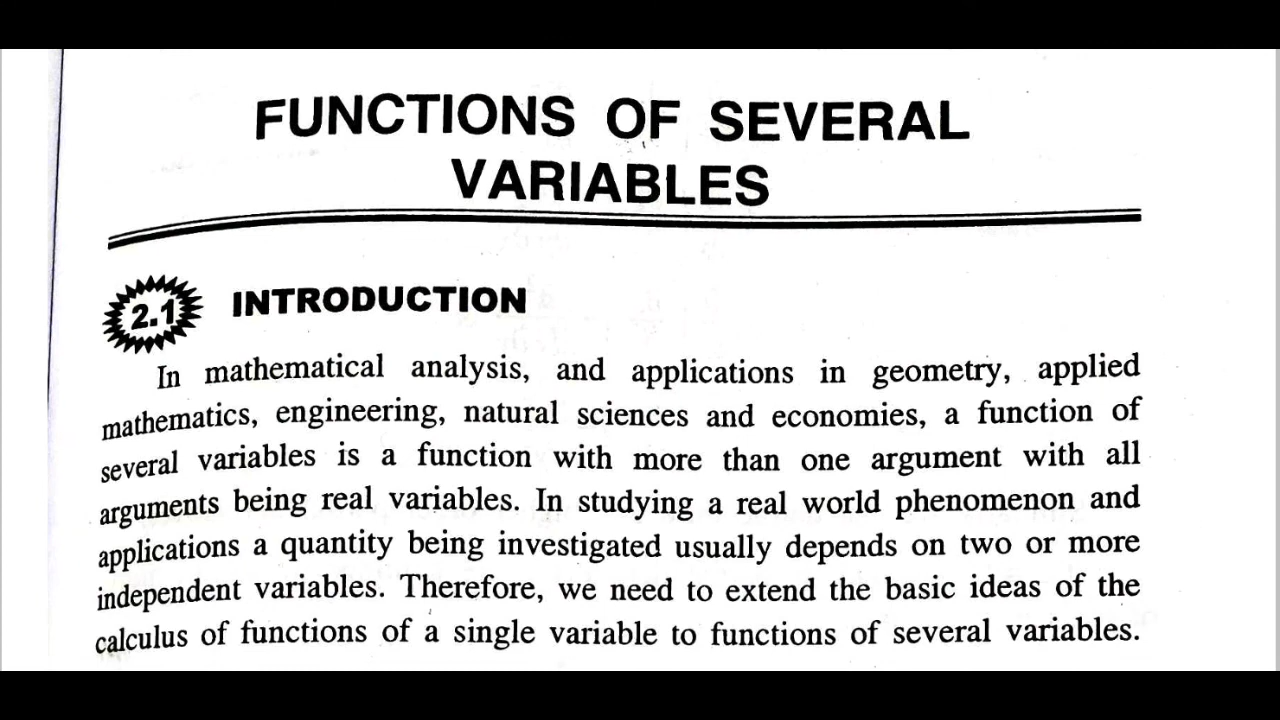 FUNCTIONS OF SEVERAL
VARIABLES
2.1 INTRODUCTION
In mathematical analysis, and applications in geometry, applied
mathematics, engineering, natural sciences and economies, a function of
several variables is a function with more than one argument with all
arguments being real variables. In studying a real world phenomenon and
applications a quantity being investigated usually depends on two or more
independent variables. Therefore, we need to extend the basic ideas of the
calculus of functions of a single variable to functions of several variables.